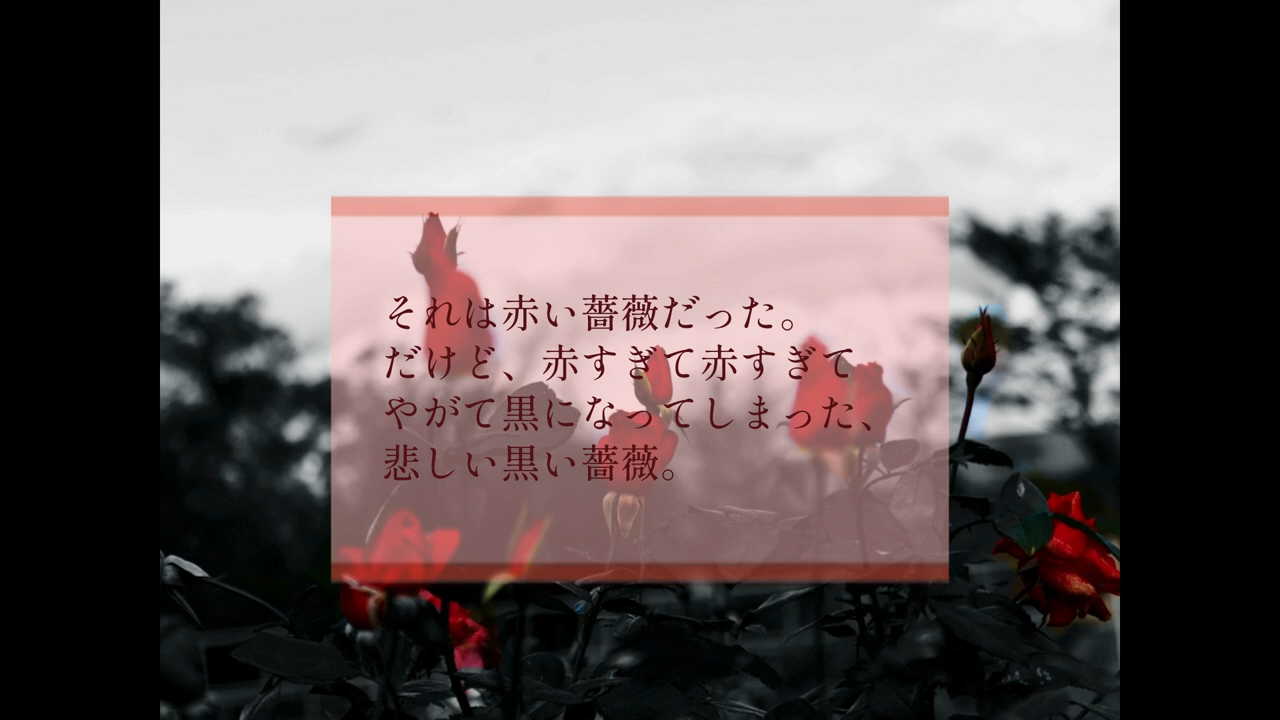 それは赤い薔薇だった。
だけど、赤すぎて赤すぎて
やがて黒になってしまった、
悲しい黒い薔薇。